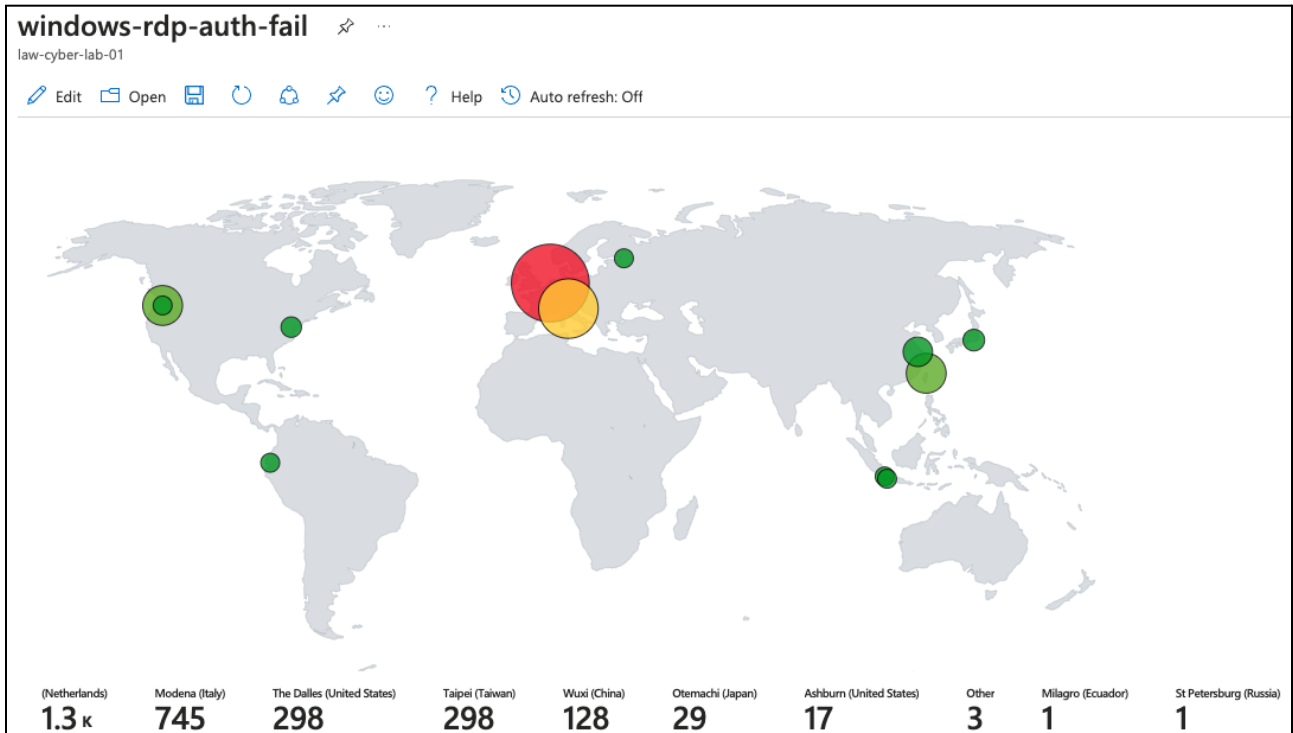 windows-rdp-auth-fail
law-cyber-lab-01
Edit Open ? Help Auto refresh: Off
(Netherlands) Modena (Italy) The Dalles (United States) Taipei (Taiwan) Wuxi (China) Otemachi (Japan) Ashburn (United States) Other Milagro (Ecuador) St Petersburg (Russia)
1.3 K 745 298 298 128 29 17 3 1 1